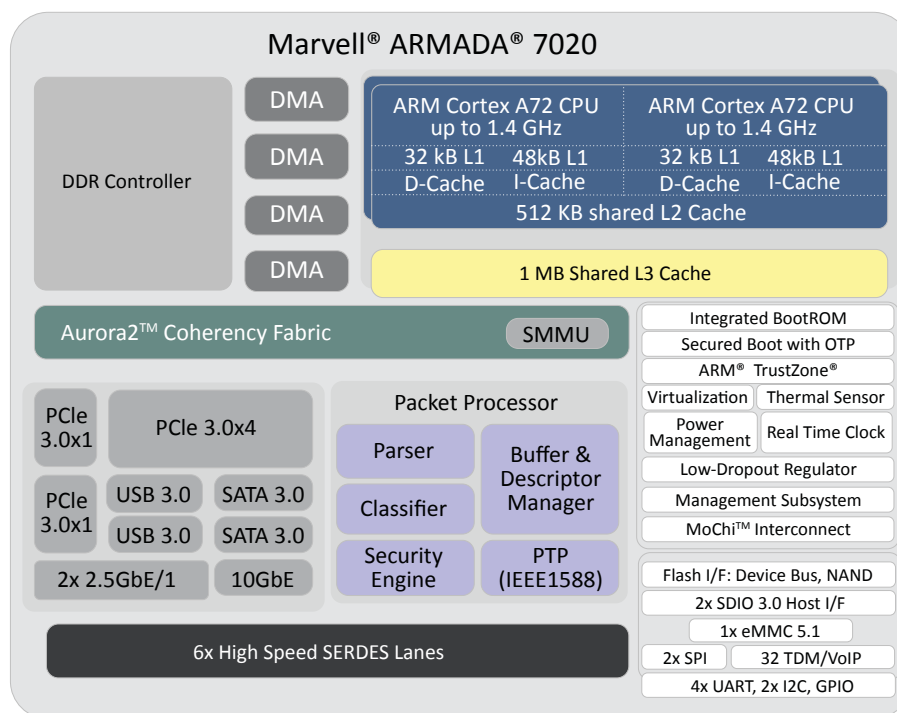 Marvell® ARMADA® 7020
DDR Controller
DMA
DMA
DMA
DMA
ARM Cortex A72 CPU
up to 1.4 GHz
32 kB L1 48kB L1
D-Cache I-Cache
ARM Cortex A72 CPU
up to 1.4 GHz
32 kB L1 48kB L1
D-Cache I-Cache
512 KB shared L2 Cache
1 MB Shared L3 Cache
Aurora2™ Coherency Fabric
SMMU
PCIe
3.0x1
PCIe 3.0x4
PCIe
3.0x1
USB 3.0
SATA 3.0
USB 3.0
SATA 3.0
2x 2.5GbE/1
10GbE
Packet Processor
Parser
Classifier
Security
Engine
Buffer &
Descriptor
Manager
PTP
(IEEE1588)
6x High Speed SERDES Lanes
Integrated BootROM
Secured Boot with OTP
ARM® TrustZone®
Virtualization
Thermal Sensor
Power
Management
Real Time Clock
Low-Dropout Regulator
Management Subsystem
MoChi™ Interconnect
Flash I/F: Device Bus, NAND
2x SDIO 3.0 Host I/F
1x eMMC 5.1
2x SPI
32 TDM/VoIP
4x UART, 2x I2C, GPIO